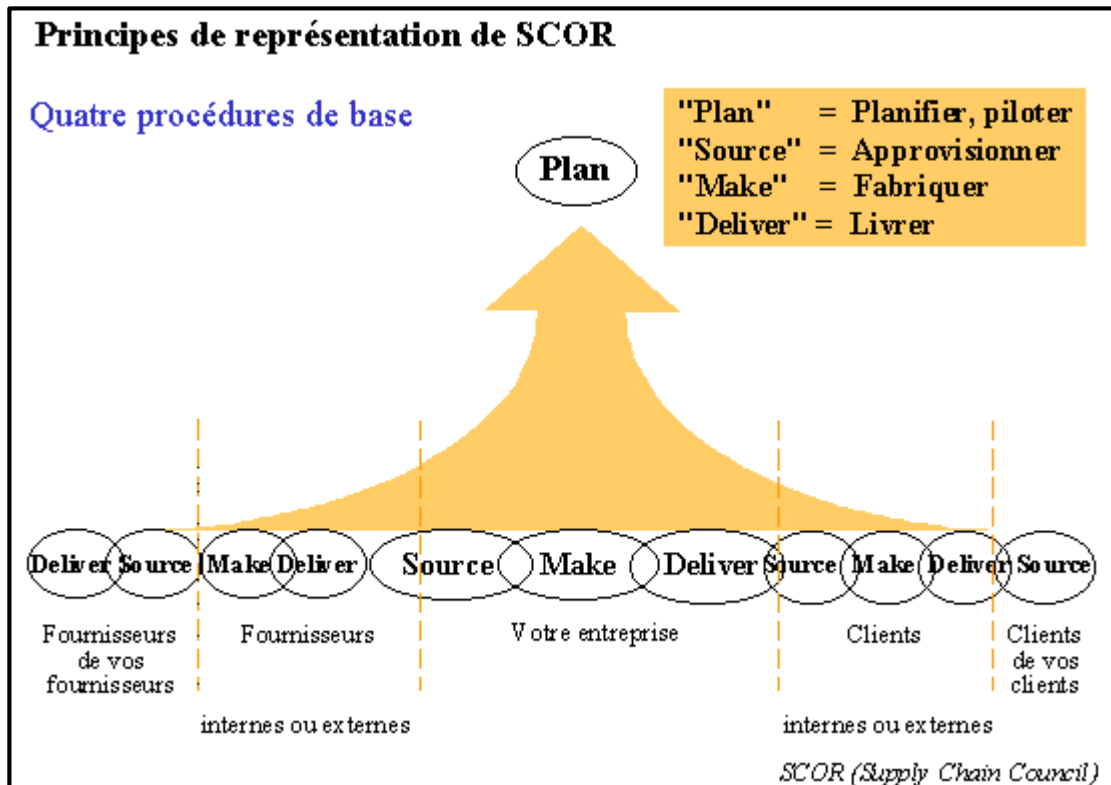 Principes de représentation de SCOR
Quatre procédures de base
"Plan" = Planifier, piloter
"Source" = Approvisionner
"Make" = Fabriquer
"Deliver" = Livrer
Plan
Deliver Source Make Deliver Source Make Deliver Source Make Deliver Source
Fournisseurs de vos fournisseurs
Fournisseurs
Votre entreprise
Clients
Clients de vos clients
internes ou externes
internes ou externes
SCOR (Supply Chain Council)